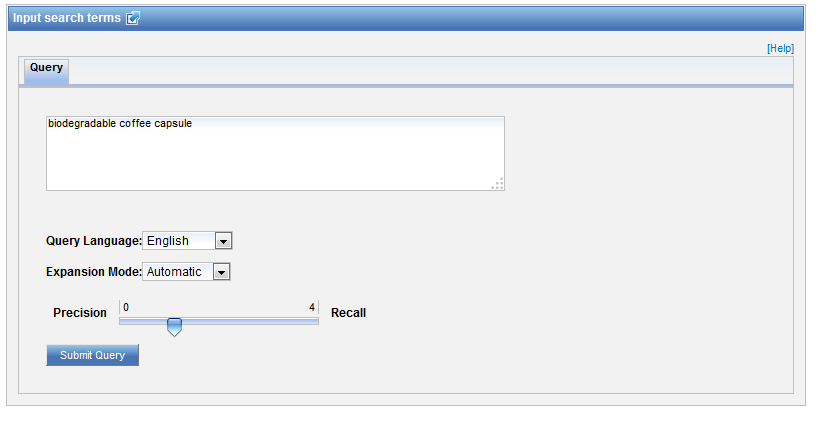 Input search terms
[Help]
Query
biodegradable coffee capsule
Query Language: English
Expansion Mode: Automatic
Precision 0 4 Recall
Submit Query